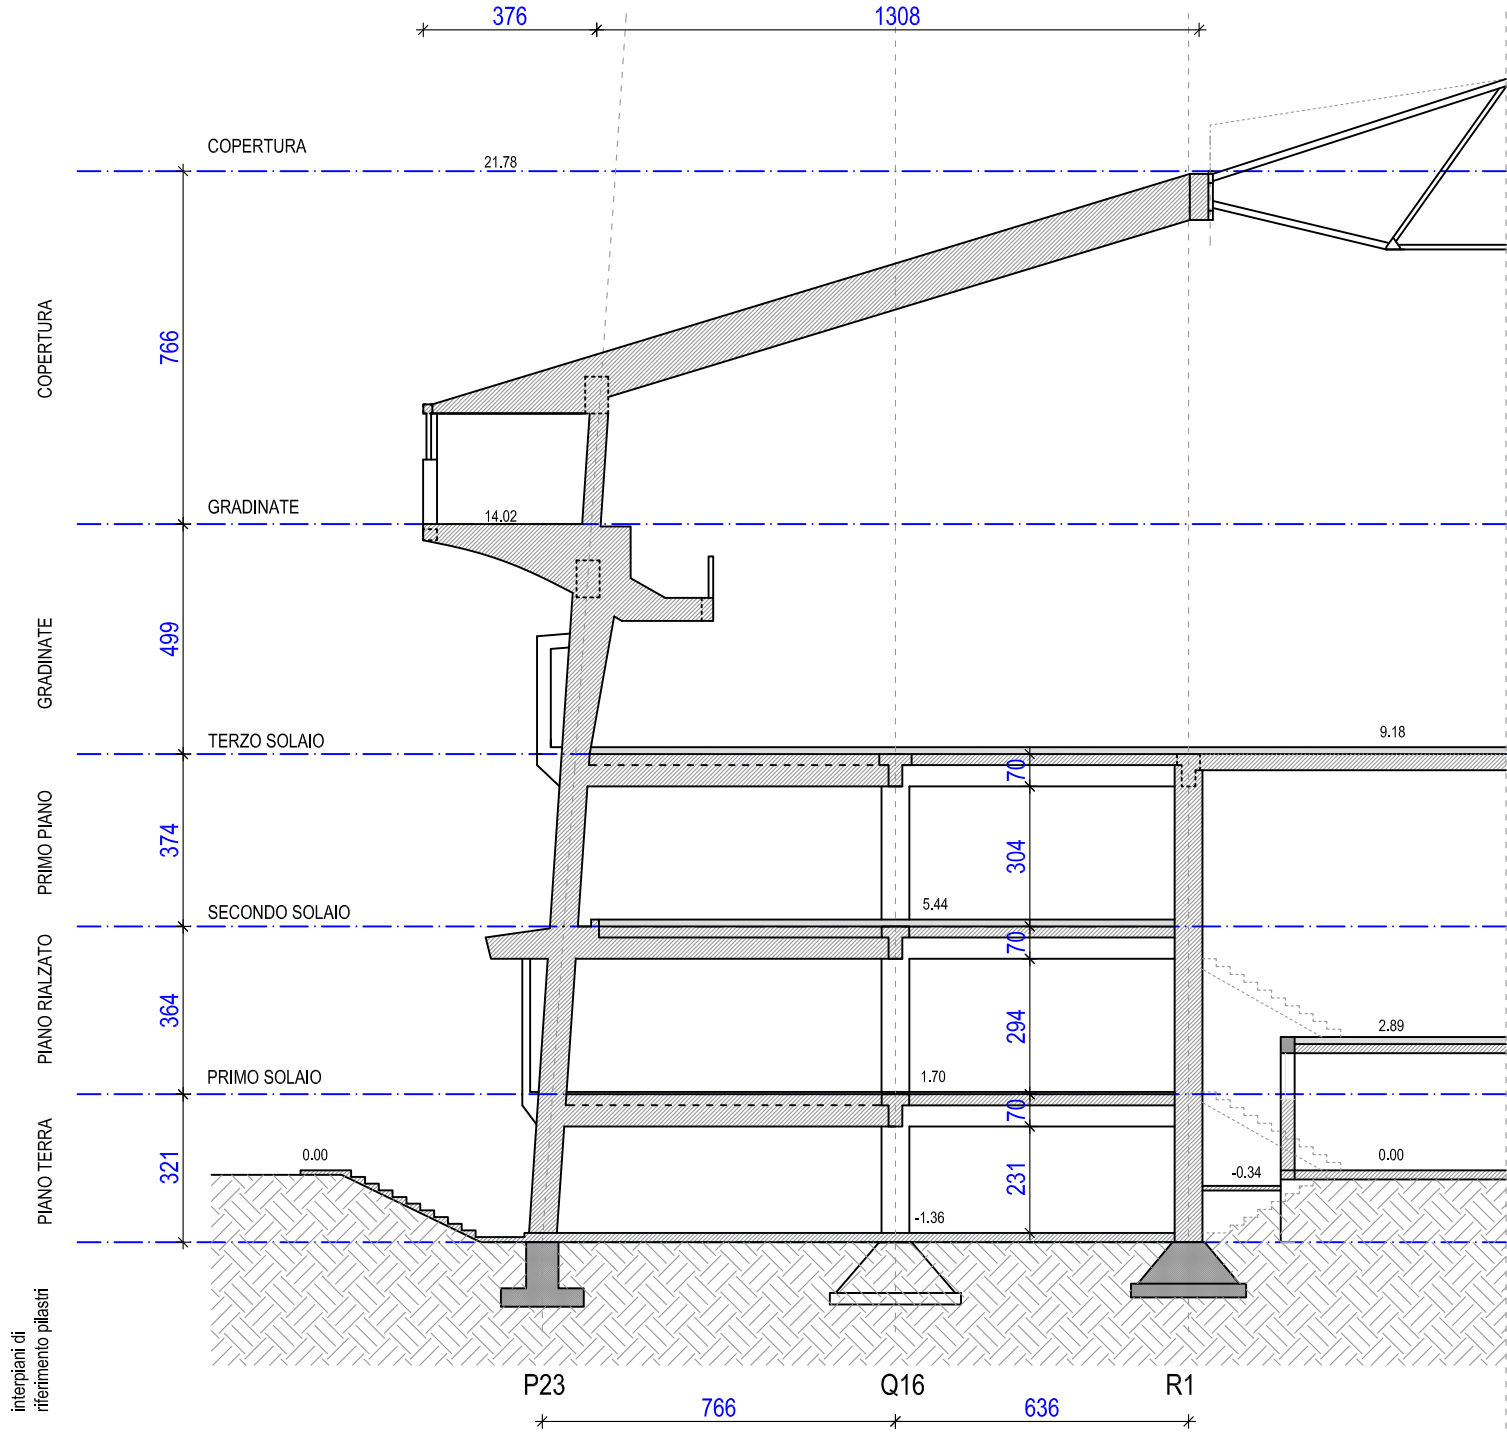 376
1308
COPERTURA
21.78
COPERTURA
766
GRADINATE
14.02
GRADINATE
499
TERZO SOLAIO
9.18
70
PRIMO PIANO
374
304
SECONDO SOLAIO
5.44
70
PIANO RIALZATO
364
294
2.89
PRIMO SOLAIO
1.70
70
PIANO TERRA
321
0.00
231
-0.34
0.00
-1.36
interpiani di
riferimento pilastri
P23
Q16
R1
766
636